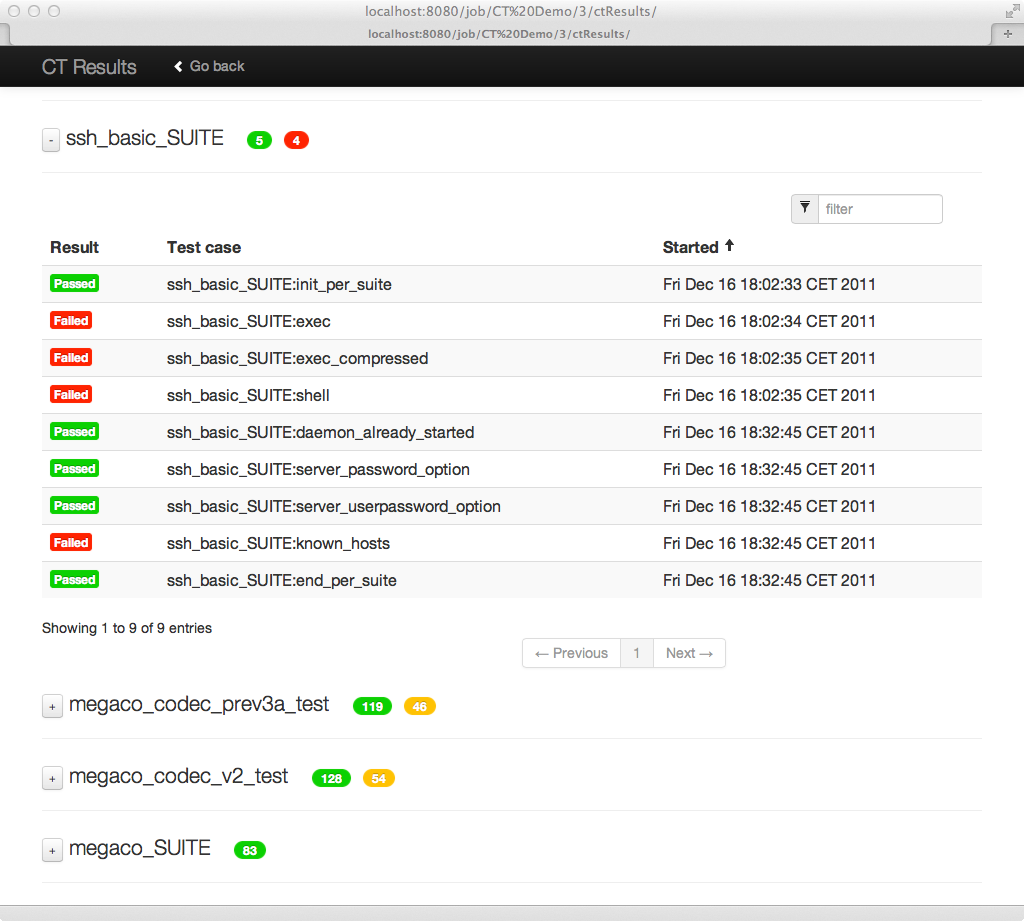 localhost:8080/job/CT%20Demo/3/ctResults/
localhost:8080/job/CT%20Demo/3/ctResults/ +
CT Results Go back
- ssh_basic_SUITE 5 4
filter
Result Test case Started
Passed ssh_basic_SUITE:init_per_suite Fri Dec 16 18:02:33 CET 2011
Failed ssh_basic_SUITE:exec Fri Dec 16 18:02:34 CET 2011
Failed ssh_basic_SUITE:exec_compressed Fri Dec 16 18:02:35 CET 2011
Failed ssh_basic_SUITE:shell Fri Dec 16 18:02:35 CET 2011
Passed ssh_basic_SUITE:daemon_already_started Fri Dec 16 18:32:45 CET 2011
Passed ssh_basic_SUITE:server_password_option Fri Dec 16 18:32:45 CET 2011
Passed ssh_basic_SUITE:server_userpassword_option Fri Dec 16 18:32:45 CET 2011
Failed ssh_basic_SUITE:known_hosts Fri Dec 16 18:32:45 CET 2011
Passed ssh_basic_SUITE:end_per_suite Fri Dec 16 18:32:45 CET 2011
Showing 1 to 9 of 9 entries
← Previous 1 Next →
+ megaco_codec_prev3a_test 119 46
+ megaco_codec_v2_test 128 54
+ megaco_SUITE 83